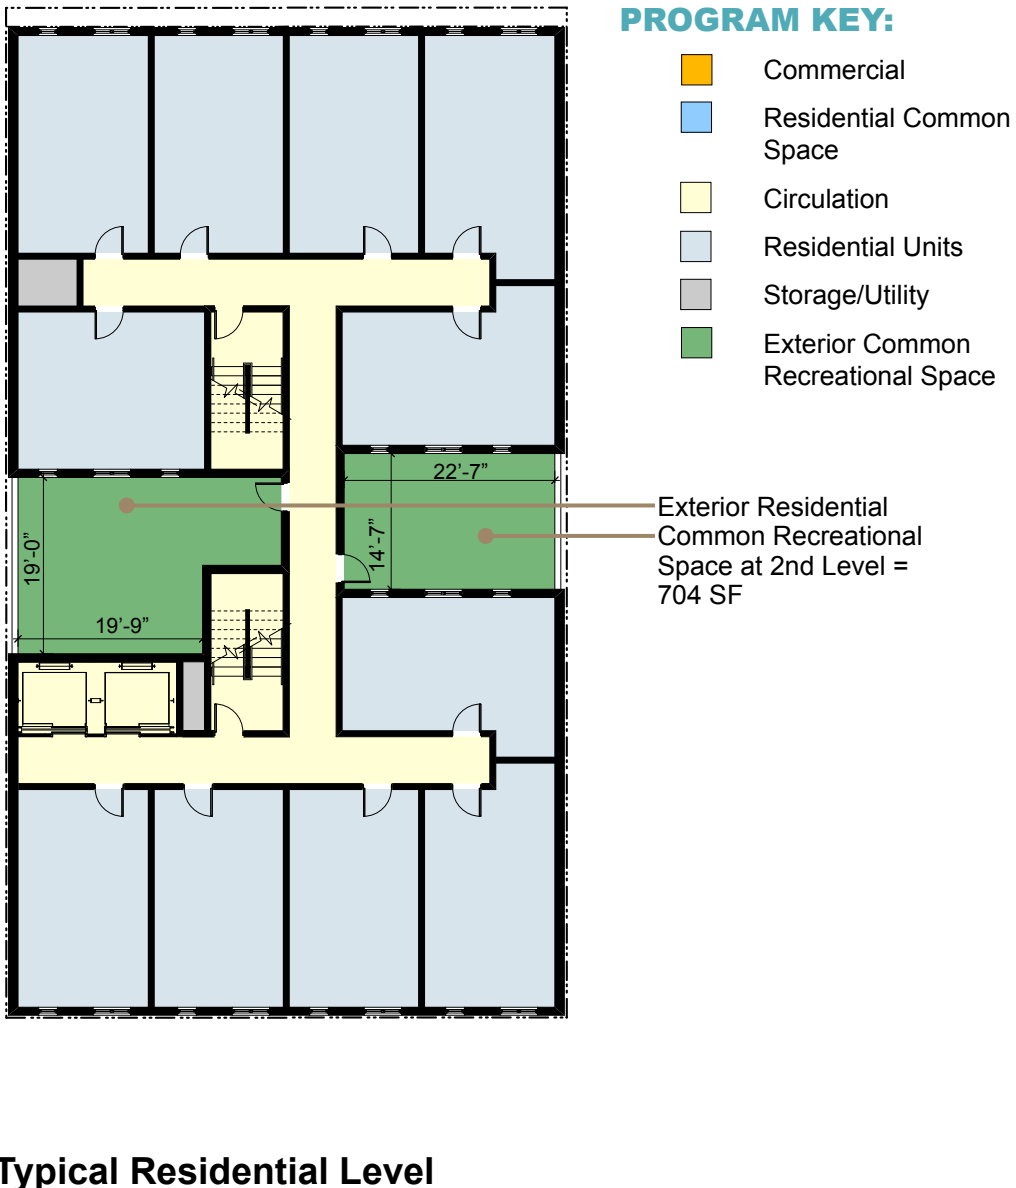 PROGRAM KEY:
Commercial
Residential Common
Space
Circulation
Residential Units
Storage/Utility
Exterior Common
Recreational Space
22’-7”
14’-7”
19’-0”
19’-9”
Exterior Residential
Common Recreational
Space at 2nd Level =
704 SF
Typical Residential Level